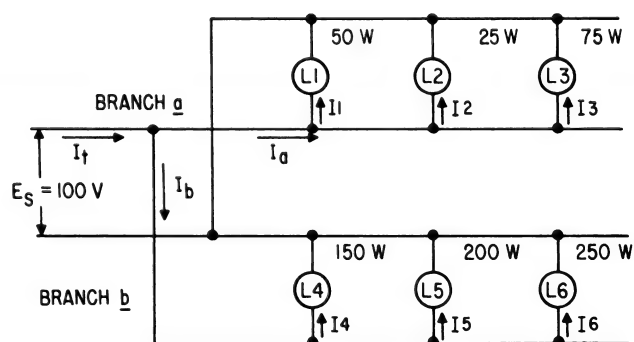 50 W 25 W 75 W
L1 L2 L3
BRANCH a I1 I2 I3
It Ia
Ib
ES = 100 V
150 W 200 W 250 W
BRANCH b L4 L5 L6
I4 I5 I6